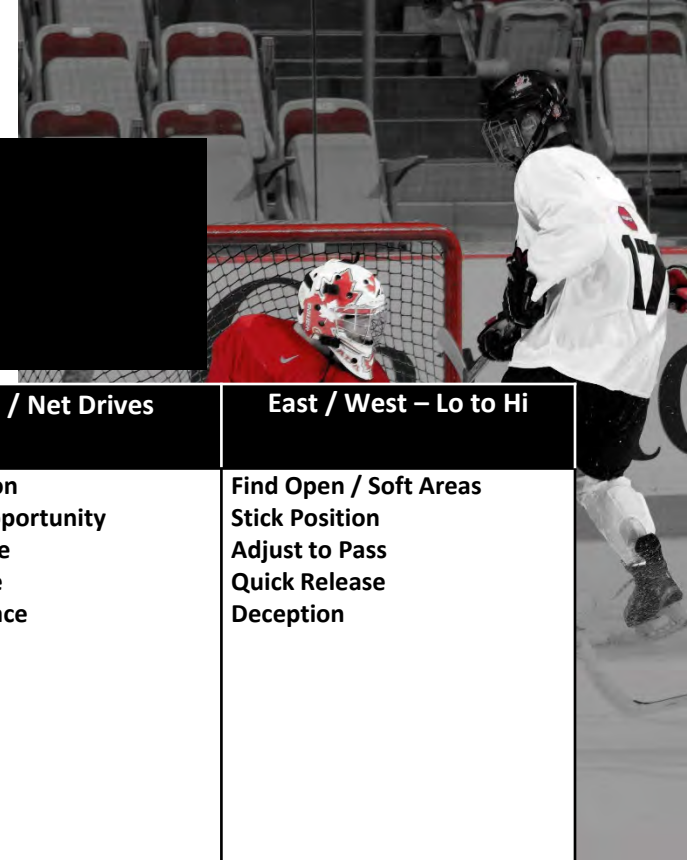 17
/ Net Drives
East / West – Lo to Hi
on
portunity
e
e
nce
Find Open / Soft Areas
Stick Position
Adjust to Pass
Quick Release
Deception